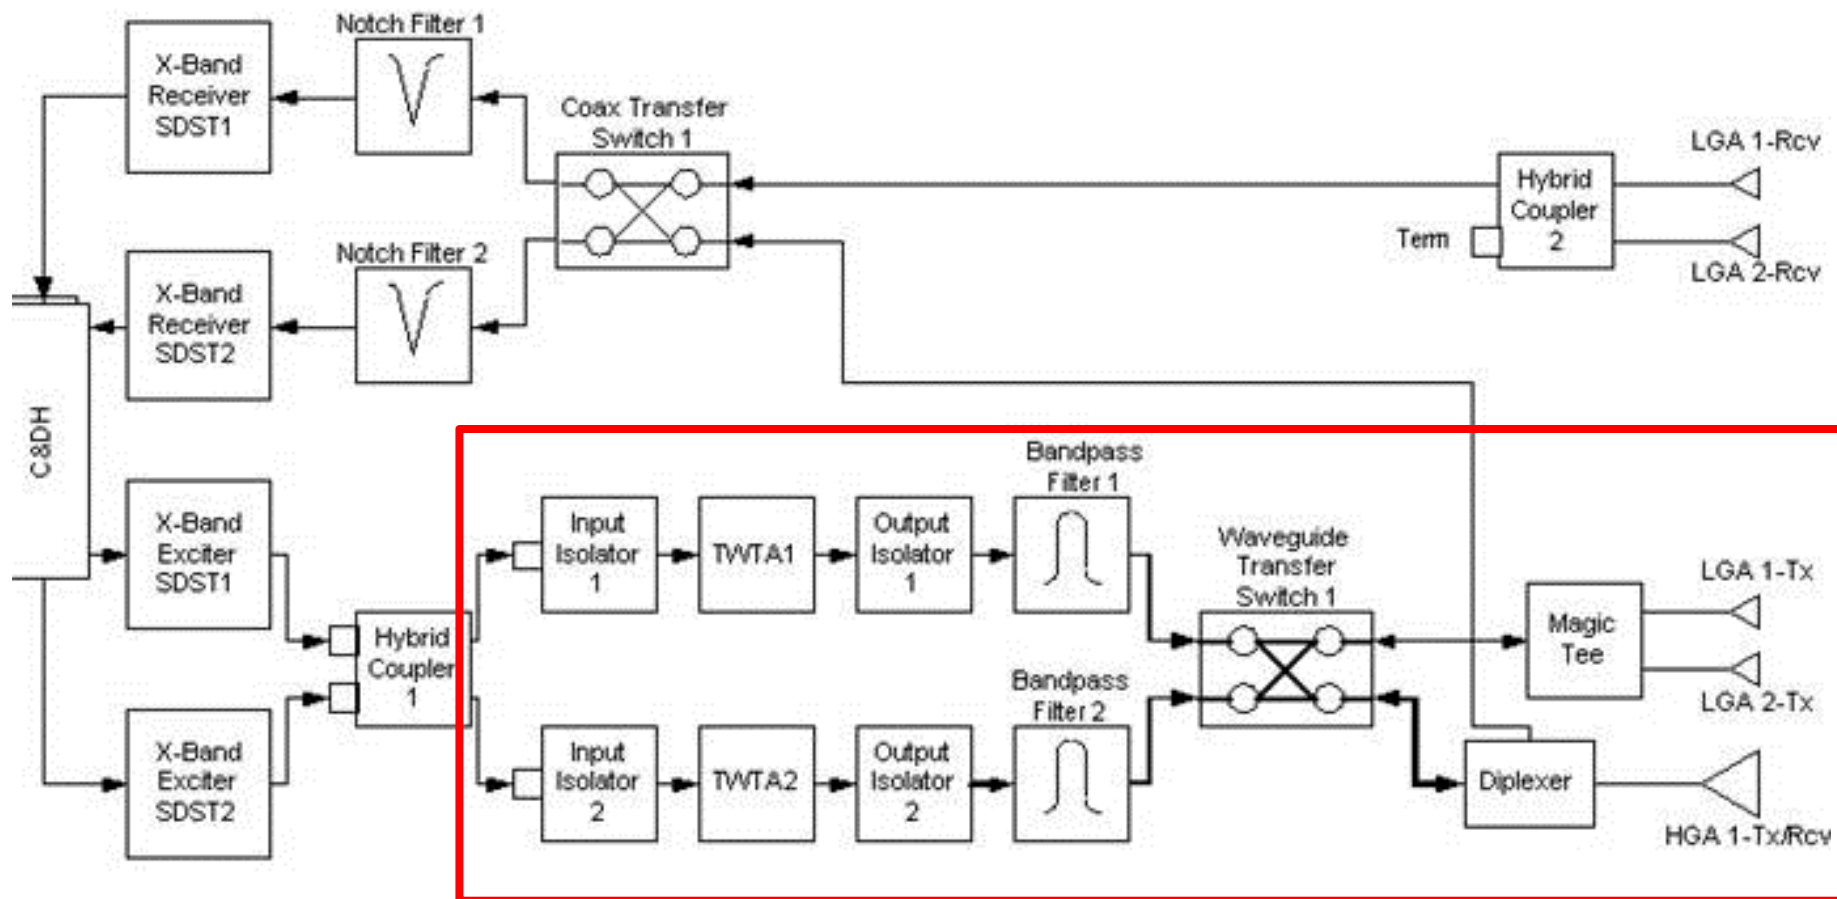 Notch Filter 1
X-Band
Receiver
SDST1
Coax Transfer
Switch 1
LGA 1-Rcv
Hybrid
Coupler
2
Term
LGA 2-Rcv
Notch Filter 2
X-Band
Receiver
SDST2
C&DH
Bandpass
Filter 1
X-Band
Exciter
SDST1
Input
Isolator
1
TWTA1
Output
Isolator
1
Waveguide
Transfer
Switch 1
LGA 1-Tx
Magic
Tee
LGA 2-Tx
Hybrid
Coupler
1
Bandpass
Filter 2
X-Band
Exciter
SDST2
Input
Isolator
2
TWTA2
Output
Isolator
2
Diplexer
HGA 1-Tx/Rcv